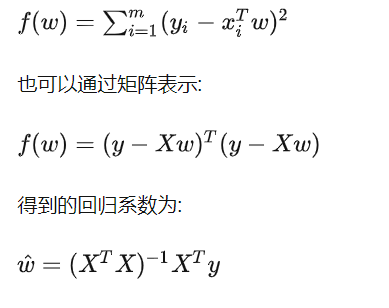 f(w) = ∑_{i=1}^{m} (y_i − x_i^T w)^2
也可以通过矩阵表示:
f(w) = (y − Xw)^T (y − Xw)
得到的回归系数为:
ŵ = (X^T X)^{−1} X^T y